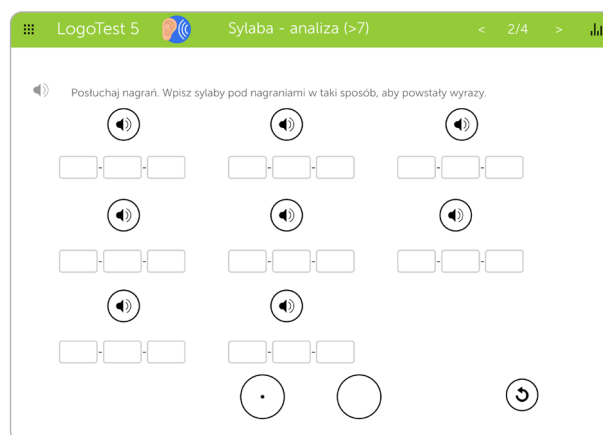 LogoTest 5 Sylaba - analiza (>7) < 2/4 >
Posłuchaj nagrań. Wpisz sylaby pod nagraniami w taki sposób, aby powstały wyrazy.
- - - - - -
- - - - - -
- - - -